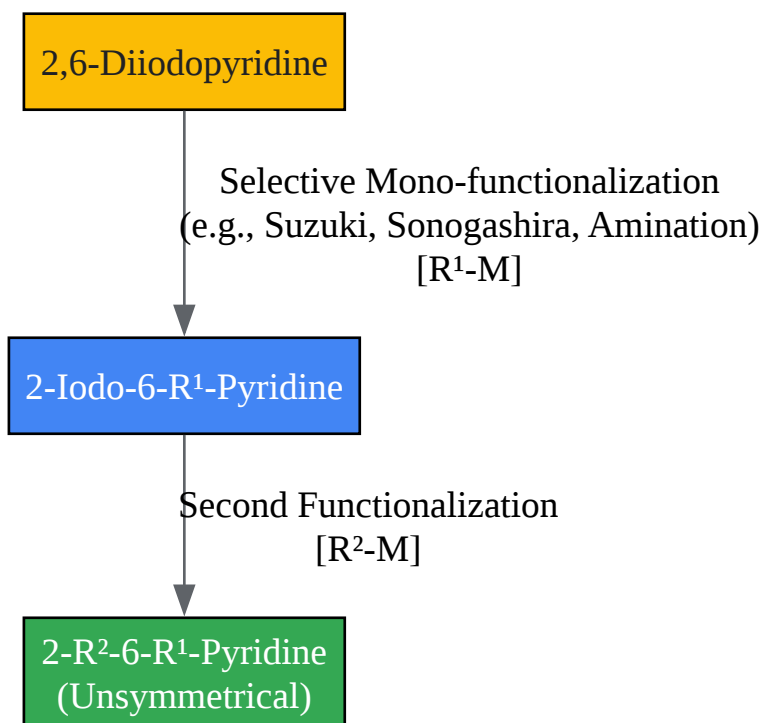 2,6-Diiodopyridine
Selective Mono-functionalization
(e.g., Suzuki, Sonogashira, Amination)
[R¹-M]
2-Iodo-6-R¹-Pyridine
Second Functionalization
[R²-M]
2-R²-6-R¹-Pyridine
(Unsymmetrical)